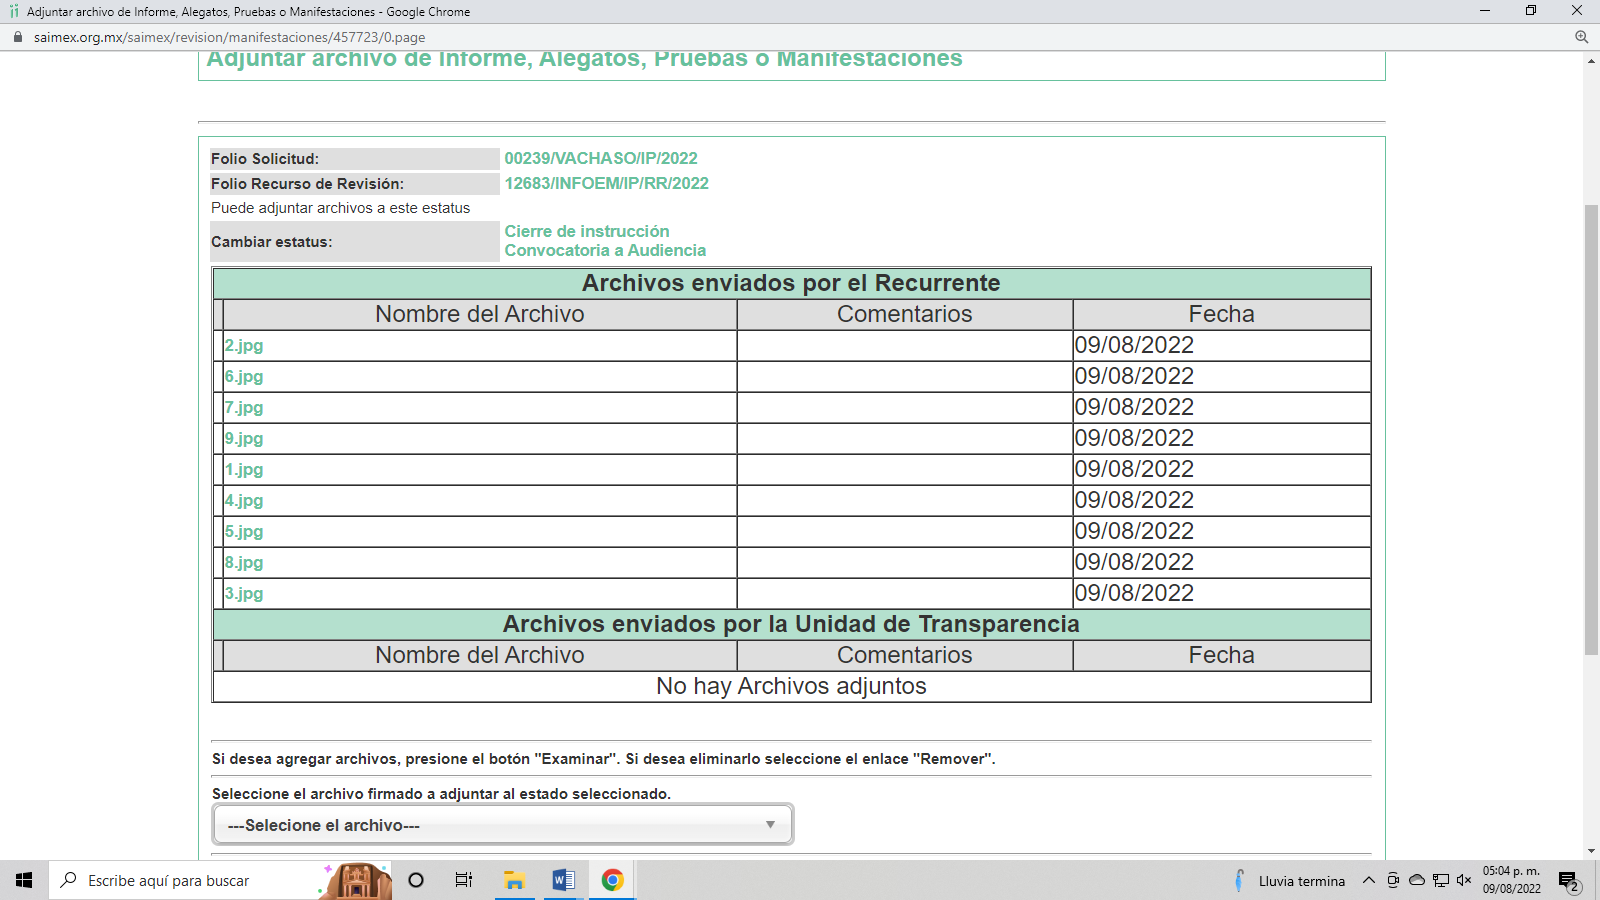 Adjuntar archivo de Informe, Alegatos, Pruebas o Manifestaciones - Google Chrome
saimex.org.mx/saimex/revision/manifestaciones/457723/0.page
Adjuntar archivo de Informe, Alegatos, Pruebas o Manifestaciones
Folio Solicitud: 00239/VACHASO/IP/2022
Folio Recurso de Revisión: 12683/INFOEM/IP/RR/2022
Puede adjuntar archivos a este estatus
Cambiar estatus: Cierre de instrucción
Convocatoria a Audiencia
Archivos enviados por el Recurrente
Nombre del Archivo Comentarios Fecha
2.jpg 09/08/2022
6.jpg 09/08/2022
7.jpg 09/08/2022
9.jpg 09/08/2022
1.jpg 09/08/2022
4.jpg 09/08/2022
5.jpg 09/08/2022
8.jpg 09/08/2022
3.jpg 09/08/2022
Archivos enviados por la Unidad de Transparencia
Nombre del Archivo Comentarios Fecha
No hay Archivos adjuntos
Si desea agregar archivos, presione el botón "Examinar". Si desea eliminarlo seleccione el enlace "Remover".
Seleccione el archivo firmado a adjuntar al estado seleccionado.
---Selecione el archivo---
Escribe aquí para buscar
Lluvia termina
05:04 p. m.
09/08/2022
2